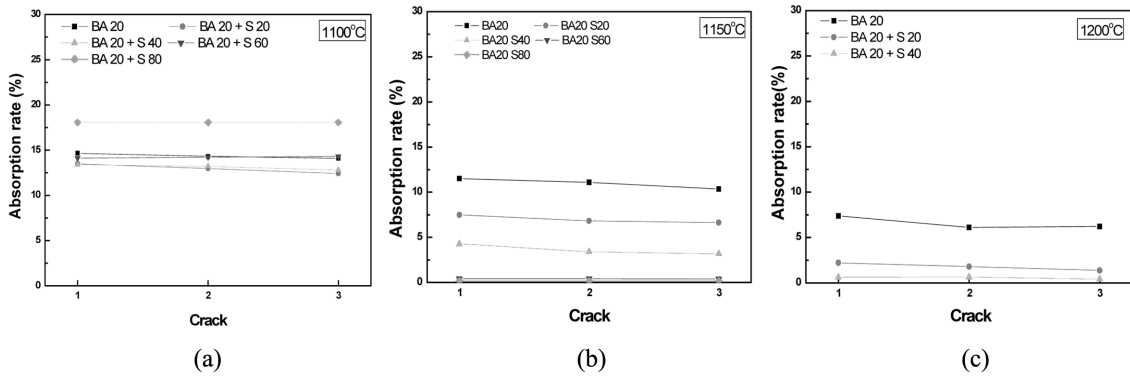 BA 20 BA 20 + S 20 1100°C
BA 20 + S 40 BA 20 + S 60
BA 20 + S 80
Absorption rate (%)
30
25
20
15
10
5
0
1 2 3
Crack
(a)
BA20 BA20 S20 1150°C
BA20 S40 BA20 S60
BA20 S80
Absorption rate (%)
30
25
20
15
10
5
0
1 2 3
Crack
(b)
BA 20 1200°C
BA 20 + S 20
BA 20 + S 40
Absorption rate(%)
30
25
20
15
10
5
0
1 2 3
Crack
(c)